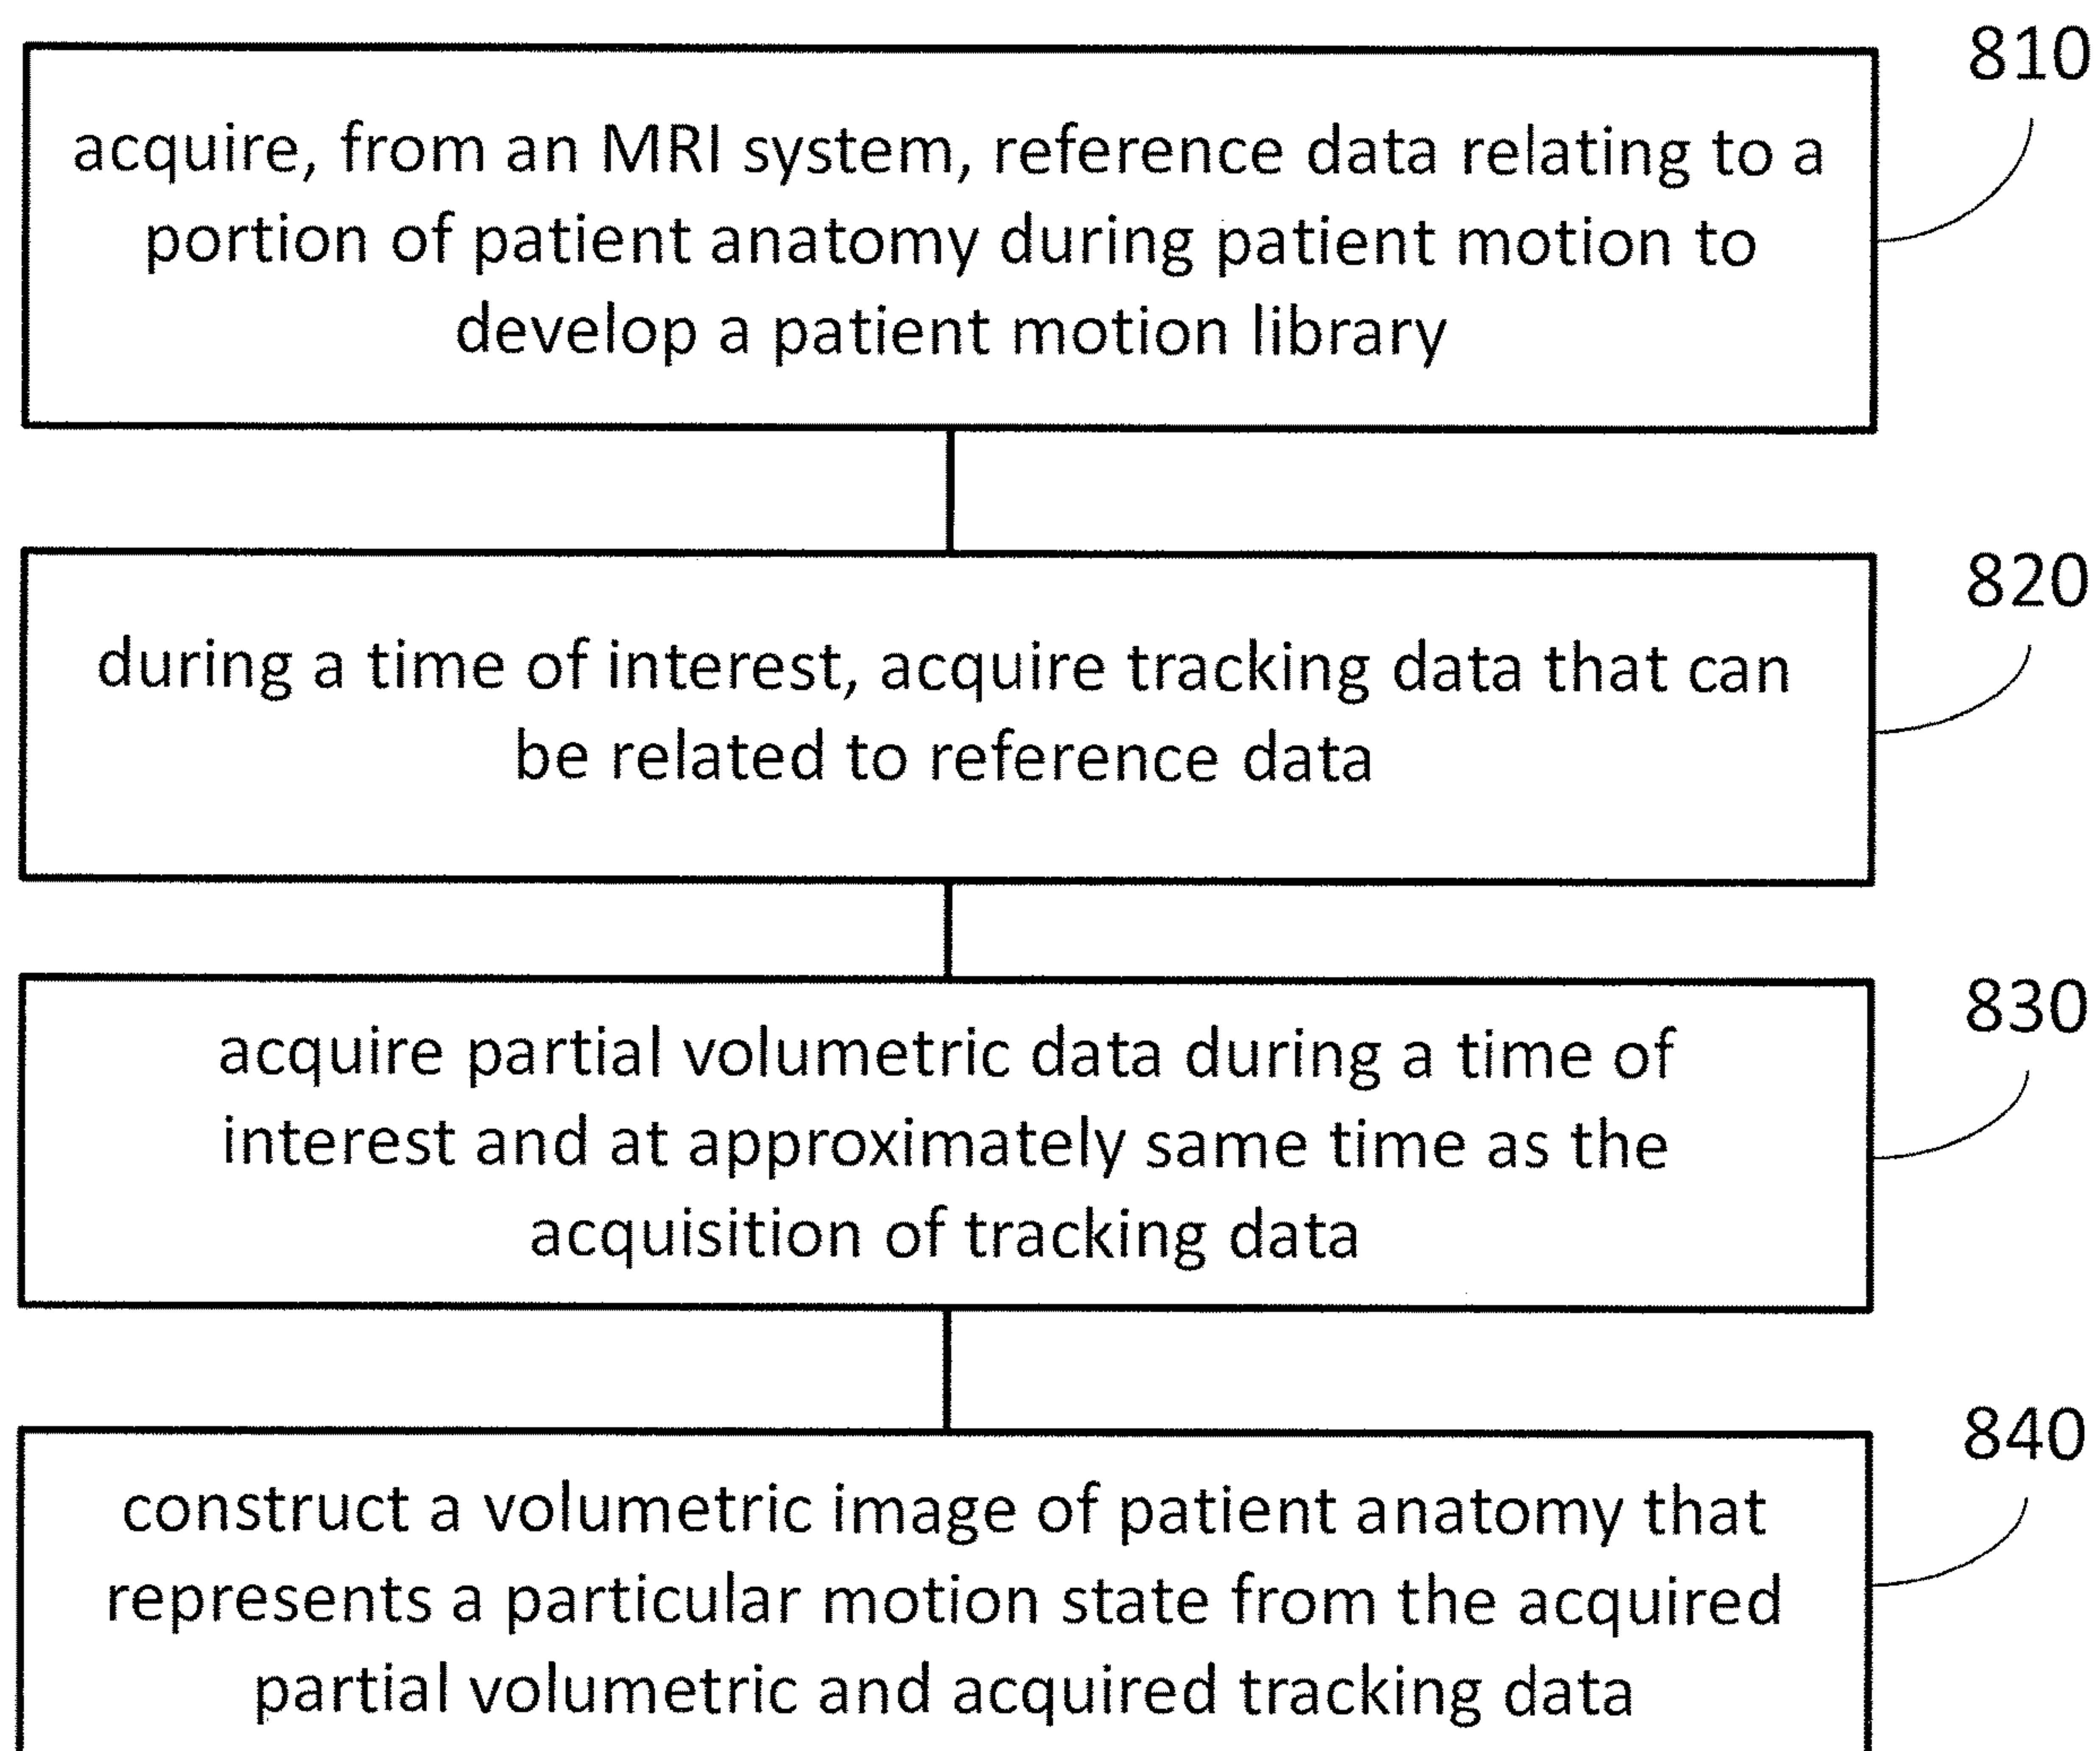 810
acquire, from an MRI system, reference data relating to a
portion of patient anatomy during patient motion to
develop a patient motion library
820
during a time of interest, acquire tracking data that can
be related to reference data
830
acquire partial volumetric data during a time of
interest and at approximately same time as the
acquisition of tracking data
840
construct a volumetric image of patient anatomy that
represents a particular motion state from the acquired
partial volumetric and acquired tracking data